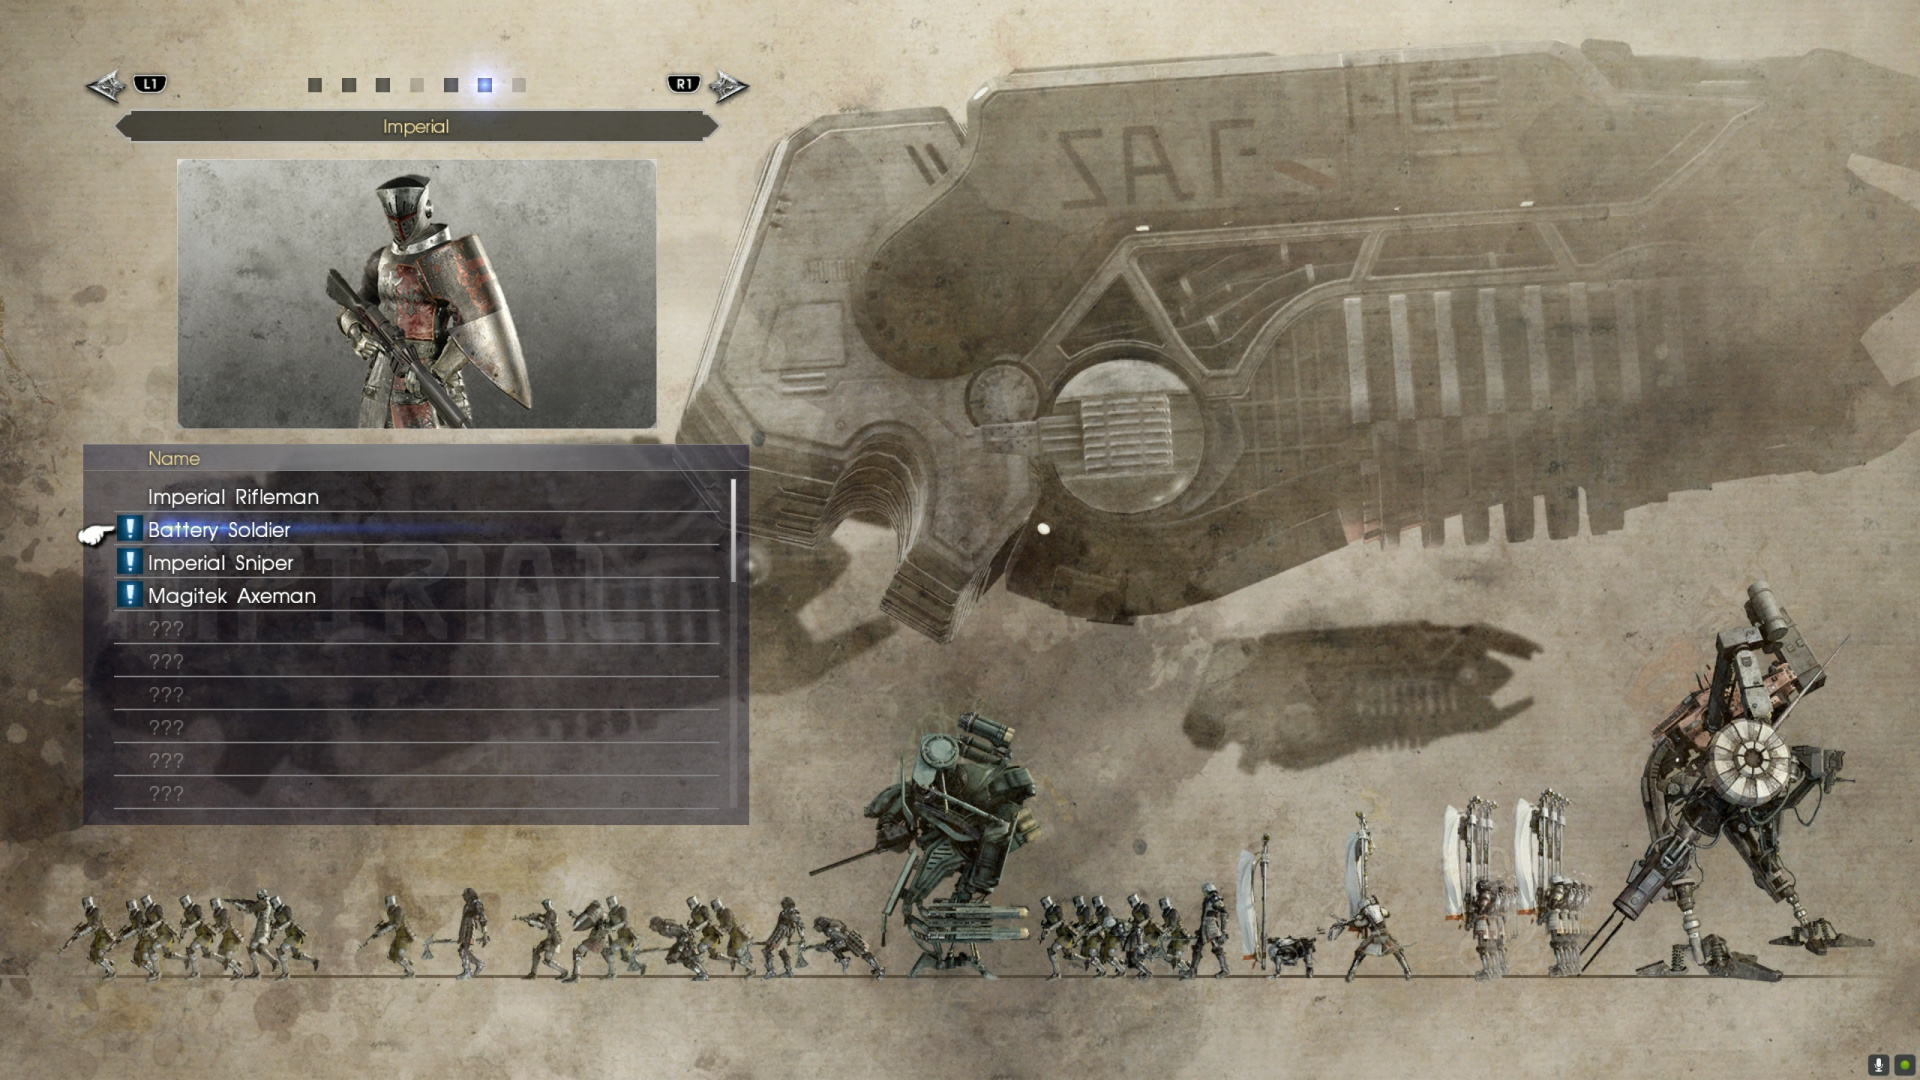 L1
R1
Imperial
Name
Imperial Rifleman
! Battery Soldier
! Imperial Sniper
! Magitek Axeman
???
???
???
???
???
???